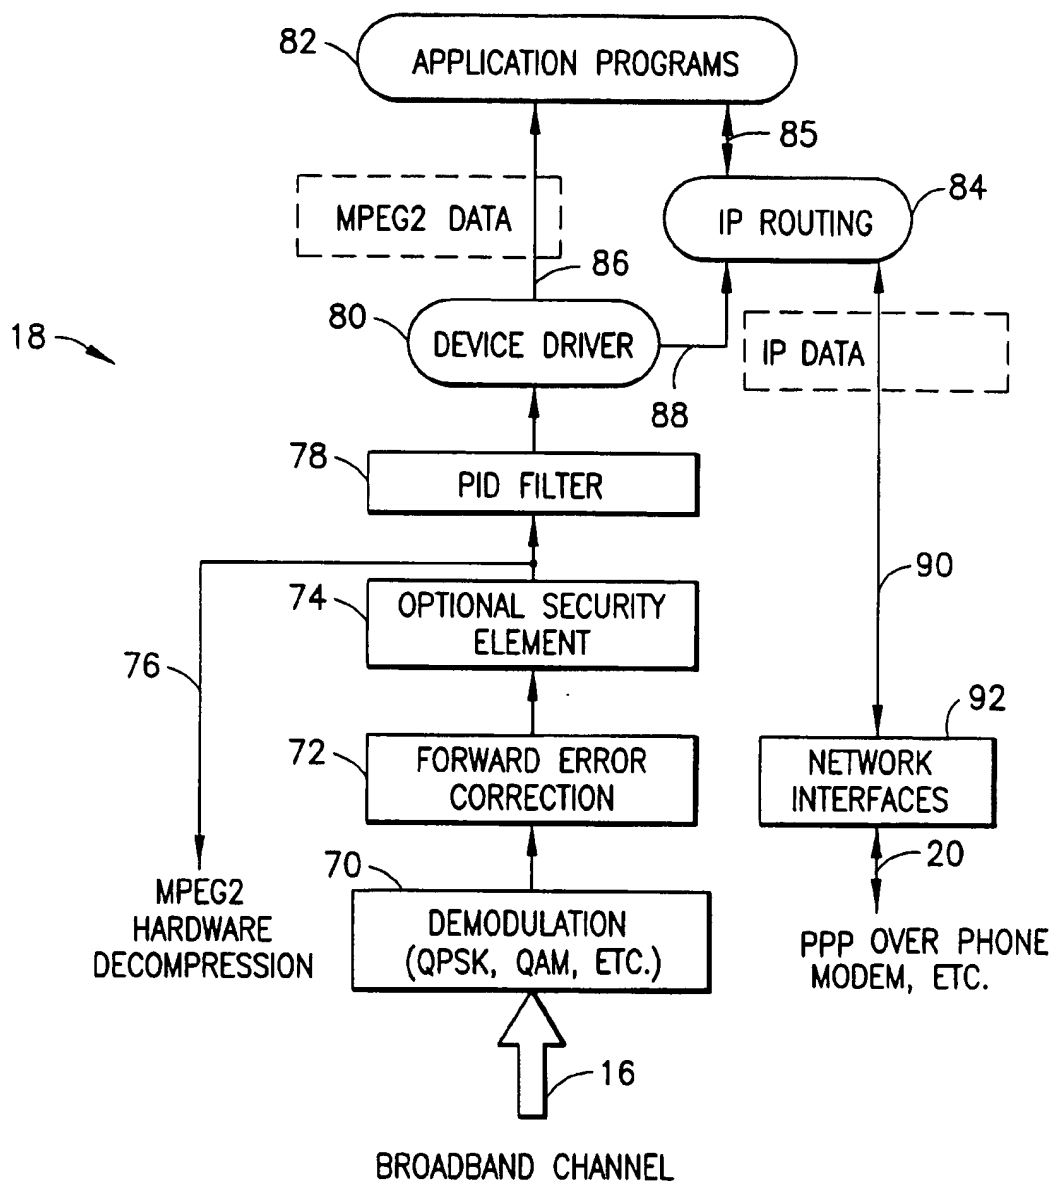 82
APPLICATION PROGRAMS
85
MPEG2 DATA
IP ROUTING
84
86
80
DEVICE DRIVER
IP DATA
18
88
78
PID FILTER
90
74
OPTIONAL SECURITY
ELEMENT
76
92
72
FORWARD ERROR
CORRECTION
NETWORK
INTERFACES
20
70
MPEG2
HARDWARE
DECOMPRESSION
DEMODULATION
(QPSK, QAM, ETC.)
PPP OVER PHONE
MODEM, ETC.
16
BROADBAND CHANNEL